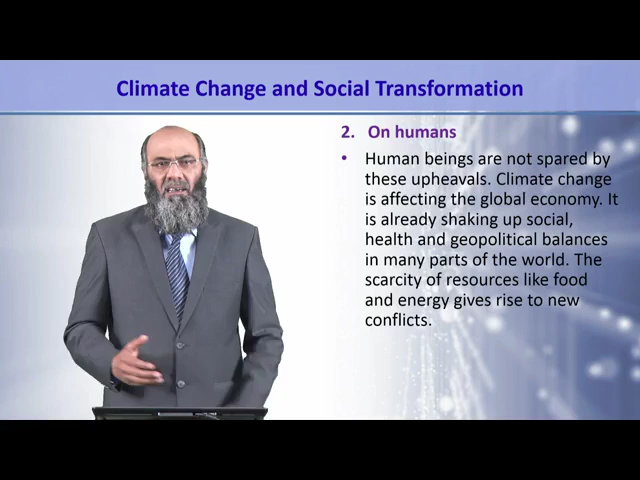 Climate Change and Social Transformation
2. On humans
• Human beings are not spared by
these upheavals. Climate change
is affecting the global economy. It
is already shaking up social,
health and geopolitical balances
in many parts of the world. The
scarcity of resources like food
and energy gives rise to new
conflicts.